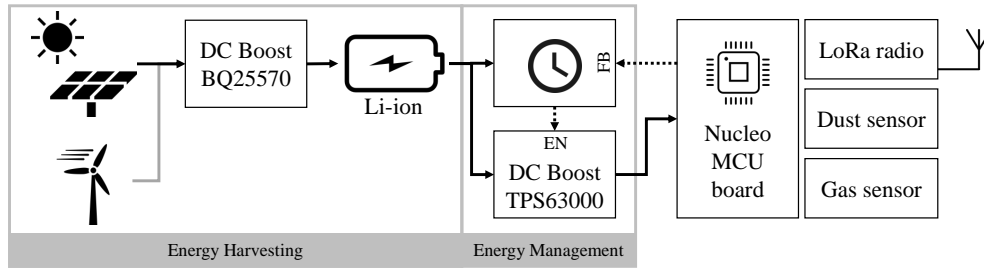 DC Boost
BQ25570
Li-ion
FB
EN
DC Boost
TPS63000
Nucleo
MCU
board
LoRa radio
Dust sensor
Gas sensor
Energy Harvesting
Energy Management